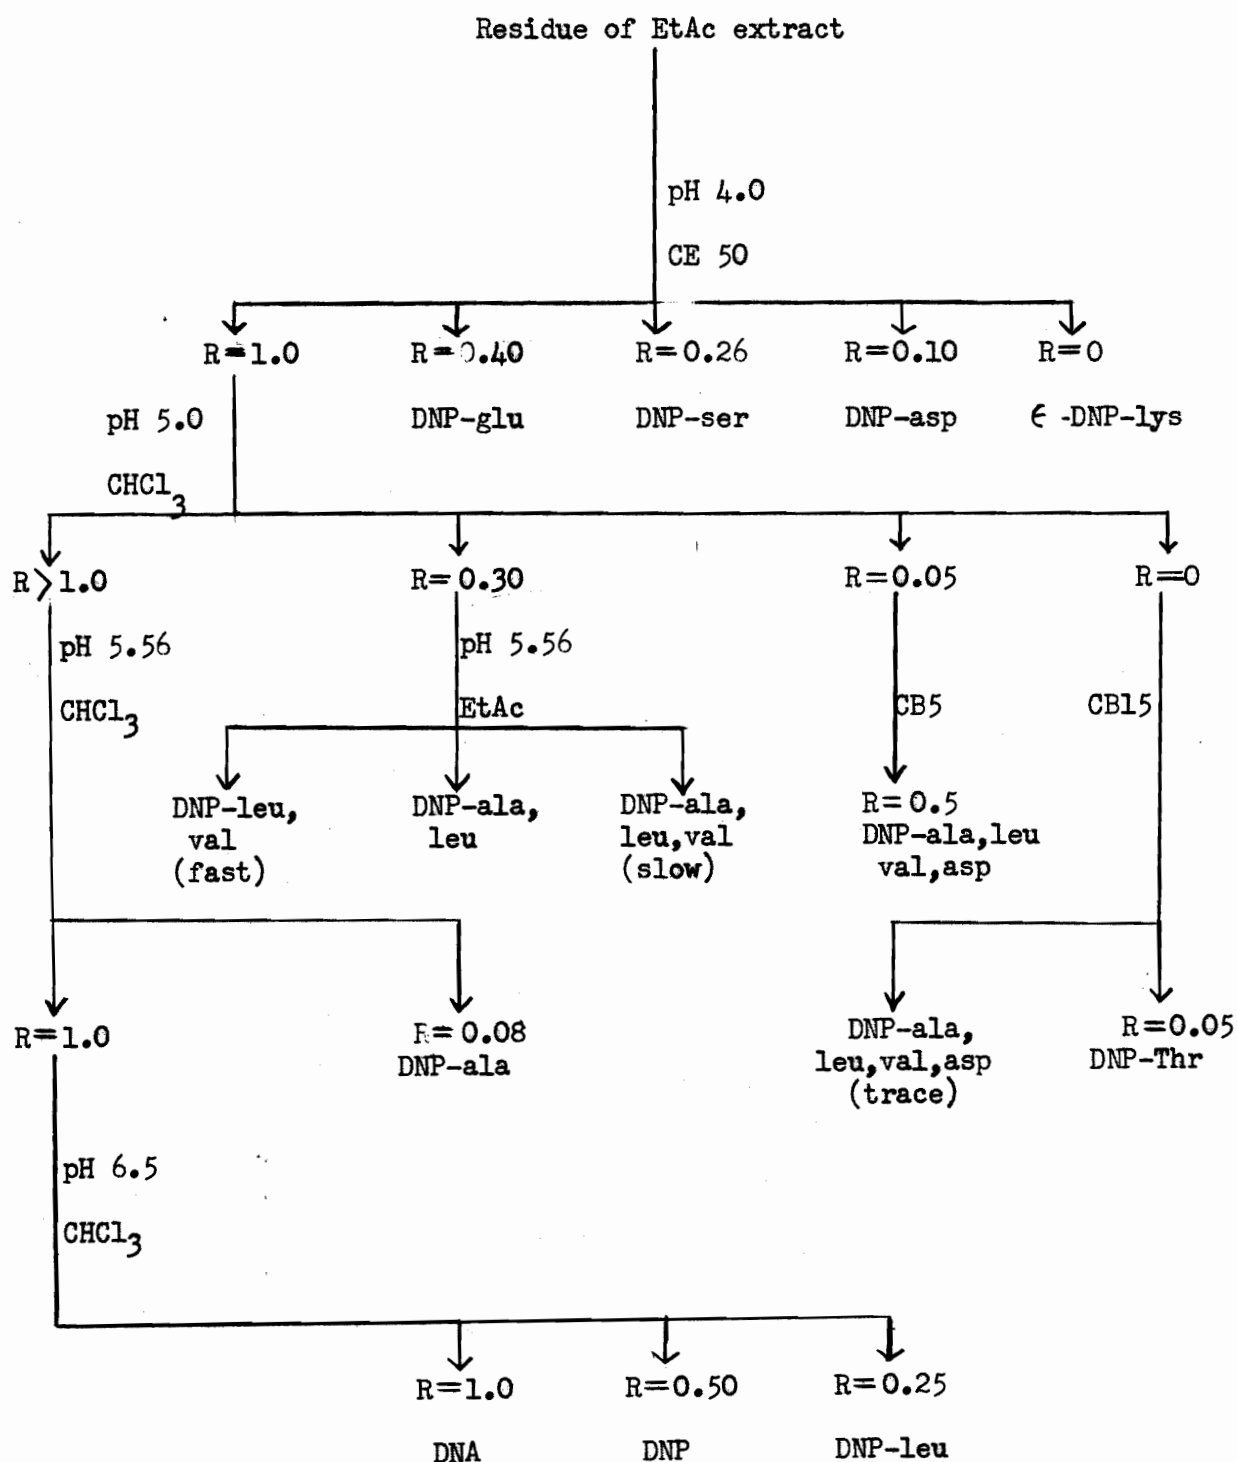 Residue of EtAc extract
pH 4.0
CE 50
R=1.0 R=0.40 R=0.26 R=0.10 R=0
DNP-glu DNP-ser DNP-asp ϵ-DNP-lys
pH 5.0
CHCl3
R>1.0 R=0.30 R=0.05 R=0
pH 5.56 pH 5.56
CHCl3 EtAc CB5 CB15
DNP-leu, DNP-ala, DNP-ala, R=0.5
val leu leu,val DNP-ala,leu
(fast) (slow) val,asp
R=1.0 R=0.08 DNP-ala, R=0.05
DNP-ala leu,val,asp DNP-Thr
(trace)
pH 6.5
CHCl3
R=1.0 R=0.50 R=0.25
DNA DNP DNP-leu